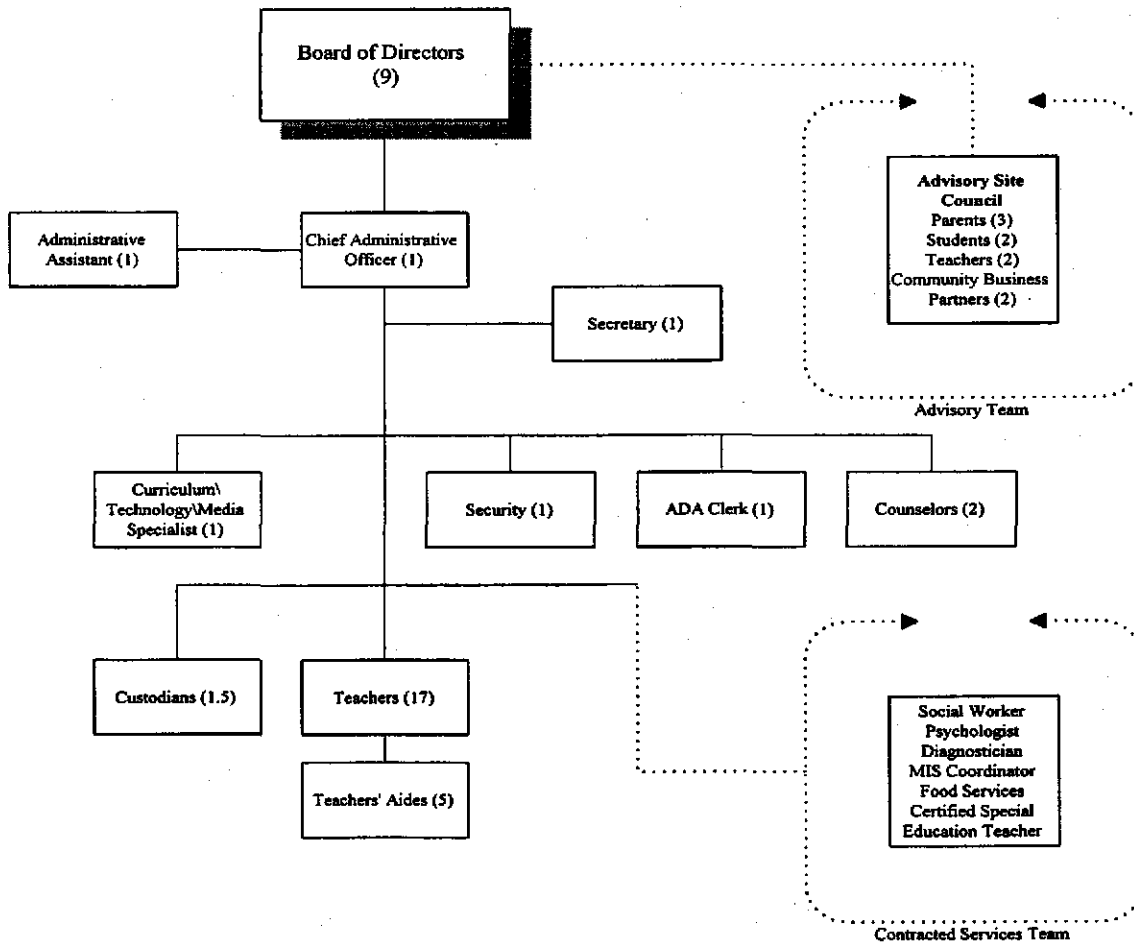 Board of Directors
(9)
Advisory Site
Council
Parents (3)
Students (2)
Teachers (2)
Community Business
Partners (2)
Advisory Team
Administrative
Assistant (1)
Chief Administrative
Officer (1)
Secretary (1)
Curriculum\
Technology\Media
Specialist (1)
Security (1)
ADA Clerk (1)
Counselors (2)
Custodians (1.5)
Teachers (17)
Teachers' Aides (5)
Social Worker
Psychologist
Diagnostician
MIS Coordinator
Food Services
Certified Special
Education Teacher
Contracted Services Team